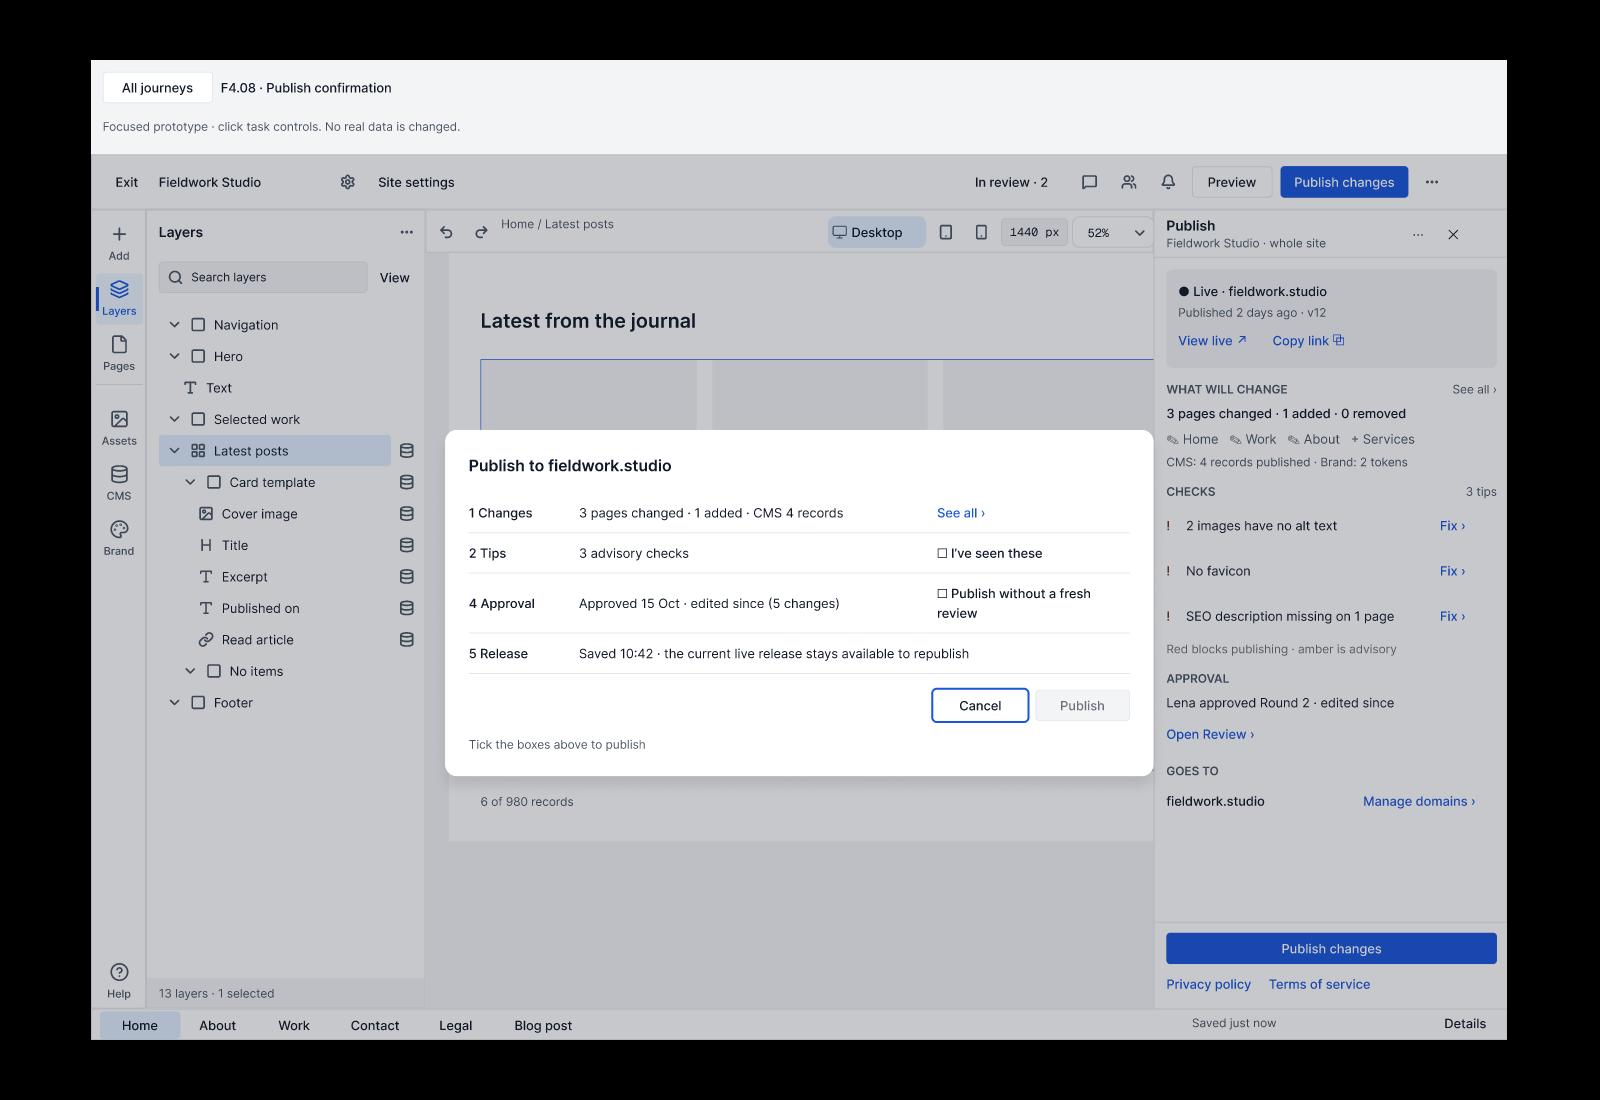 All journeys
F4.08 · Publish confirmation
Focused prototype · click task controls. No real data is changed.
Exit
Fieldwork Studio
Site settings
In review · 2
Preview
Publish changes
Add
Layers
Pages
Assets
CMS
Brand
Help
Layers
Search layers
View
Navigation
Hero
Text
Selected work
Latest posts
Card template
Cover image
Title
Excerpt
Published on
Read article
No items
Footer
13 layers · 1 selected
Home / Latest posts
Desktop
1440 px
52%
Latest from the journal
Publish to fieldwork.studio
1 Changes 3 pages changed · 1 added · CMS 4 records See all ›
2 Tips 3 advisory checks ☐ I've seen these
4 Approval Approved 15 Oct · edited since (5 changes) ☐ Publish without a fresh
review
5 Release Saved 10:42 · the current live release stays available to republish
Cancel
Publish
Tick the boxes above to publish
6 of 980 records
Publish
Fieldwork Studio · whole site
● Live · fieldwork.studio
Published 2 days ago · v12
View live ↗ Copy link
WHAT WILL CHANGE See all ›
3 pages changed · 1 added · 0 removed
✎ Home ✎ Work ✎ About + Services
CMS: 4 records published · Brand: 2 tokens
CHECKS 3 tips
! 2 images have no alt text Fix ›
! No favicon Fix ›
! SEO description missing on 1 page Fix ›
Red blocks publishing · amber is advisory
APPROVAL
Lena approved Round 2 · edited since
Open Review ›
GOES TO
fieldwork.studio Manage domains ›
Publish changes
Privacy policy Terms of service
Home About Work Contact Legal Blog post
Saved just now
Details